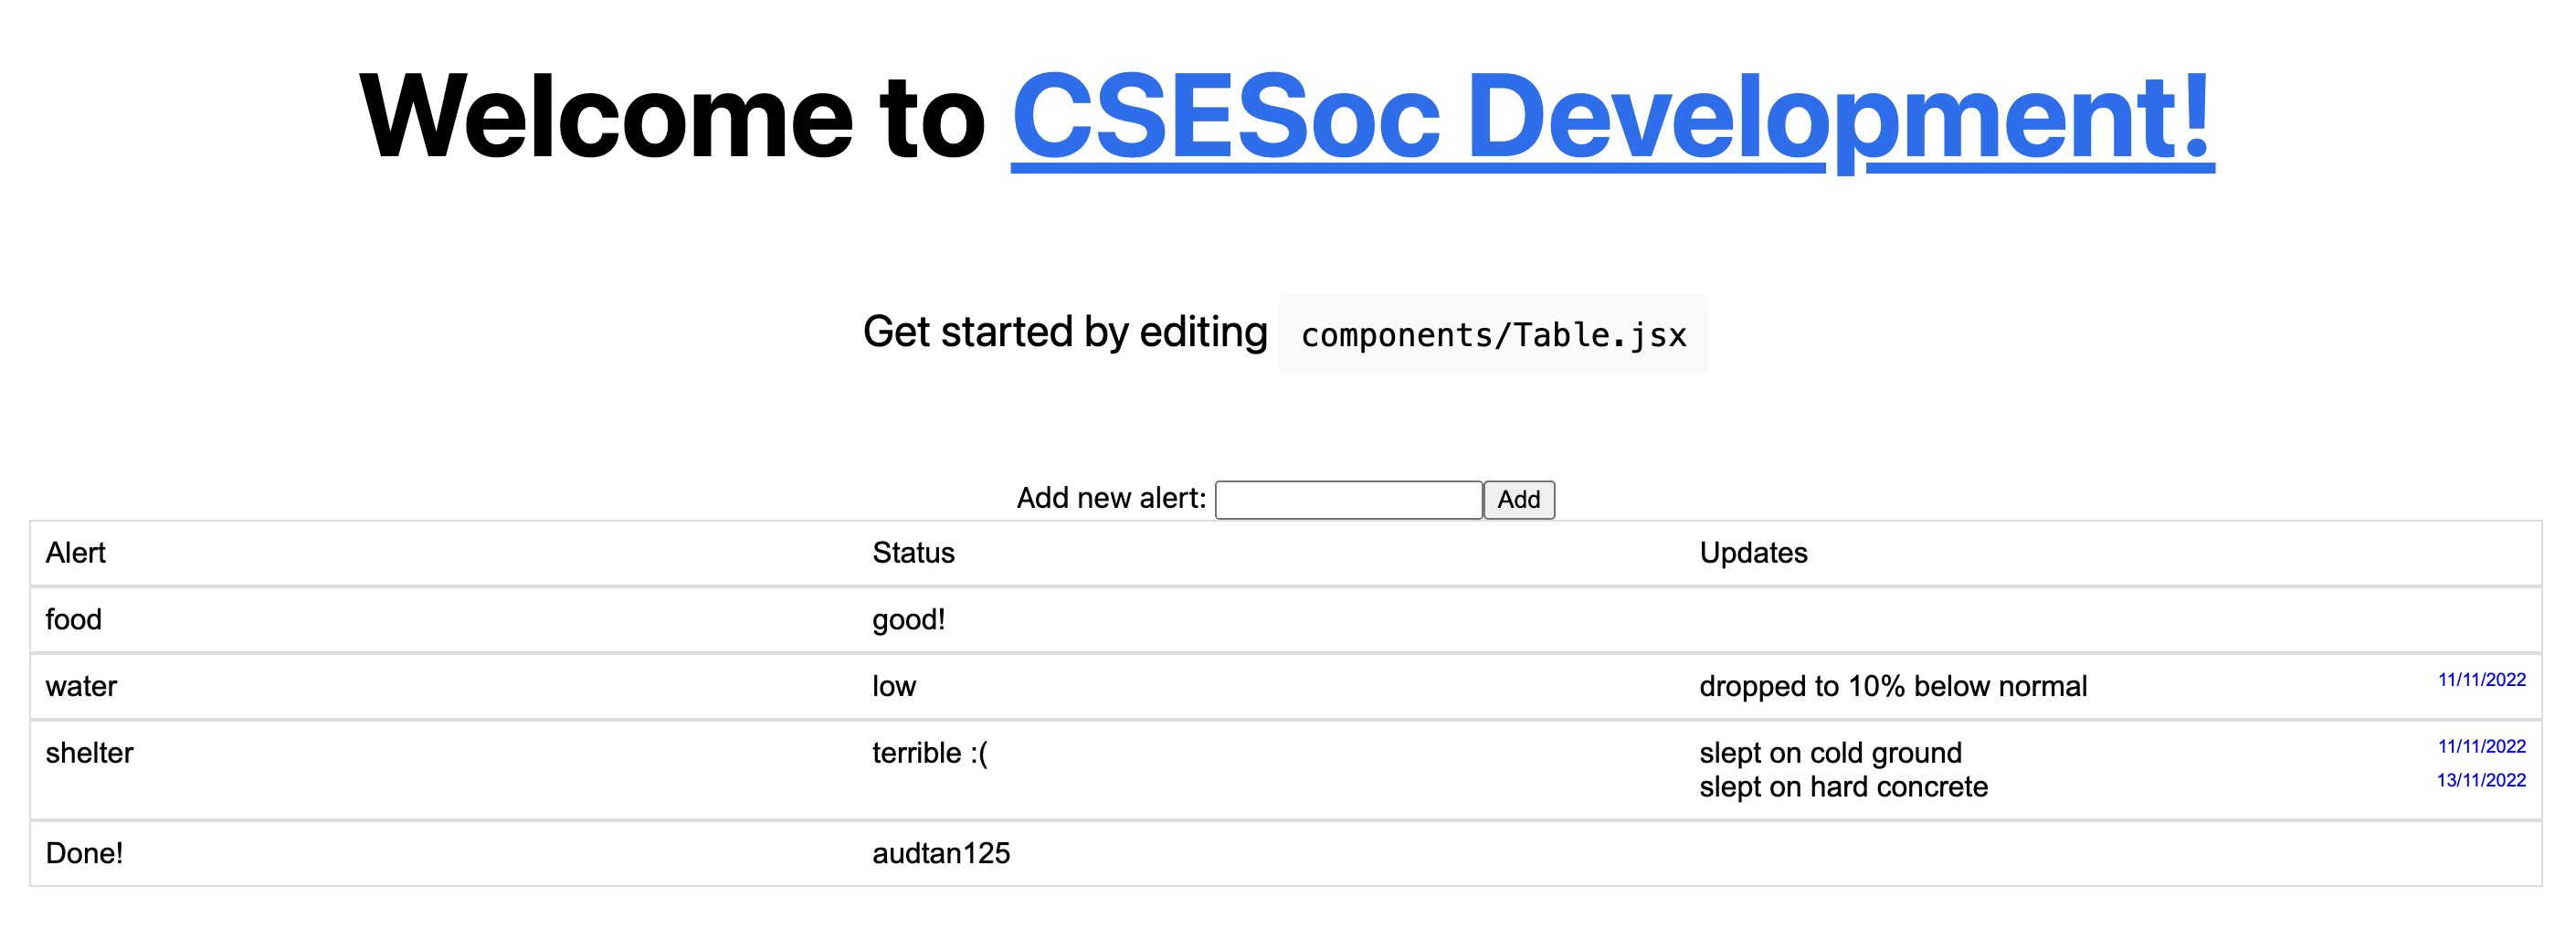 Welcome to CSESoc Development!
Get started by editing components/Table.jsx
Add new alert: Add
Alert Status Updates
food good!
water low dropped to 10% below normal 11/11/2022
shelter terrible :( slept on cold ground 11/11/2022
slept on hard concrete 13/11/2022
Done! audtan125